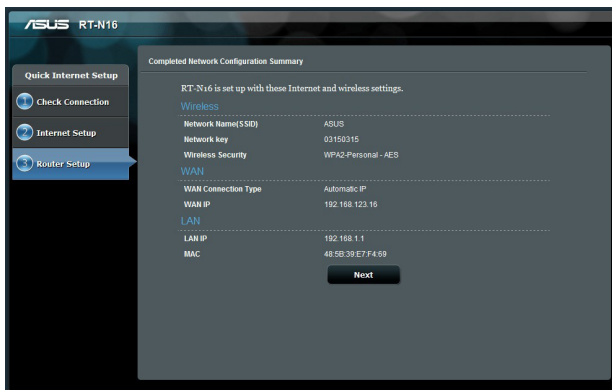 ASUS RT-N16
Quick Internet Setup
1 Check Connection
2 Internet Setup
3 Router Setup
Completed Network Configuration Summary
RT-N16 is set up with these Internet and wireless settings.
Wireless
Network Name(SSID) ASUS
Network key 03150315
Wireless Security WPA2-Personal - AES
WAN
WAN Connection Type Automatic IP
WAN IP 192.168.123.16
LAN
LAN IP 192.168.1.1
MAC 48:5B:39:E7:F4:69
Next